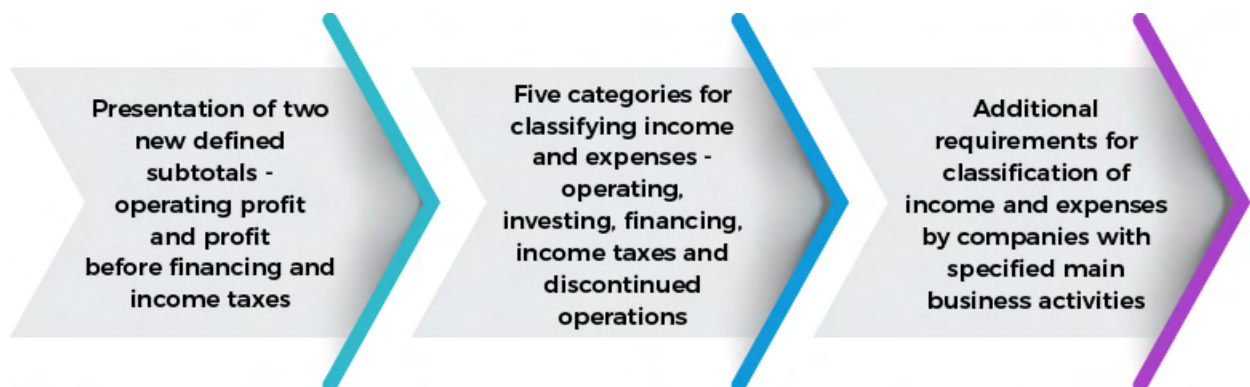 Presentation of two
new defined
subtotals -
operating profit
and profit
before financing and
income taxes
Five categories for
classifying income
and expenses -
operating,
investing, financing,
income taxes and
discontinued
operations
Additional
requirements for
classification of
income and expenses
by companies with
specified main
business activities